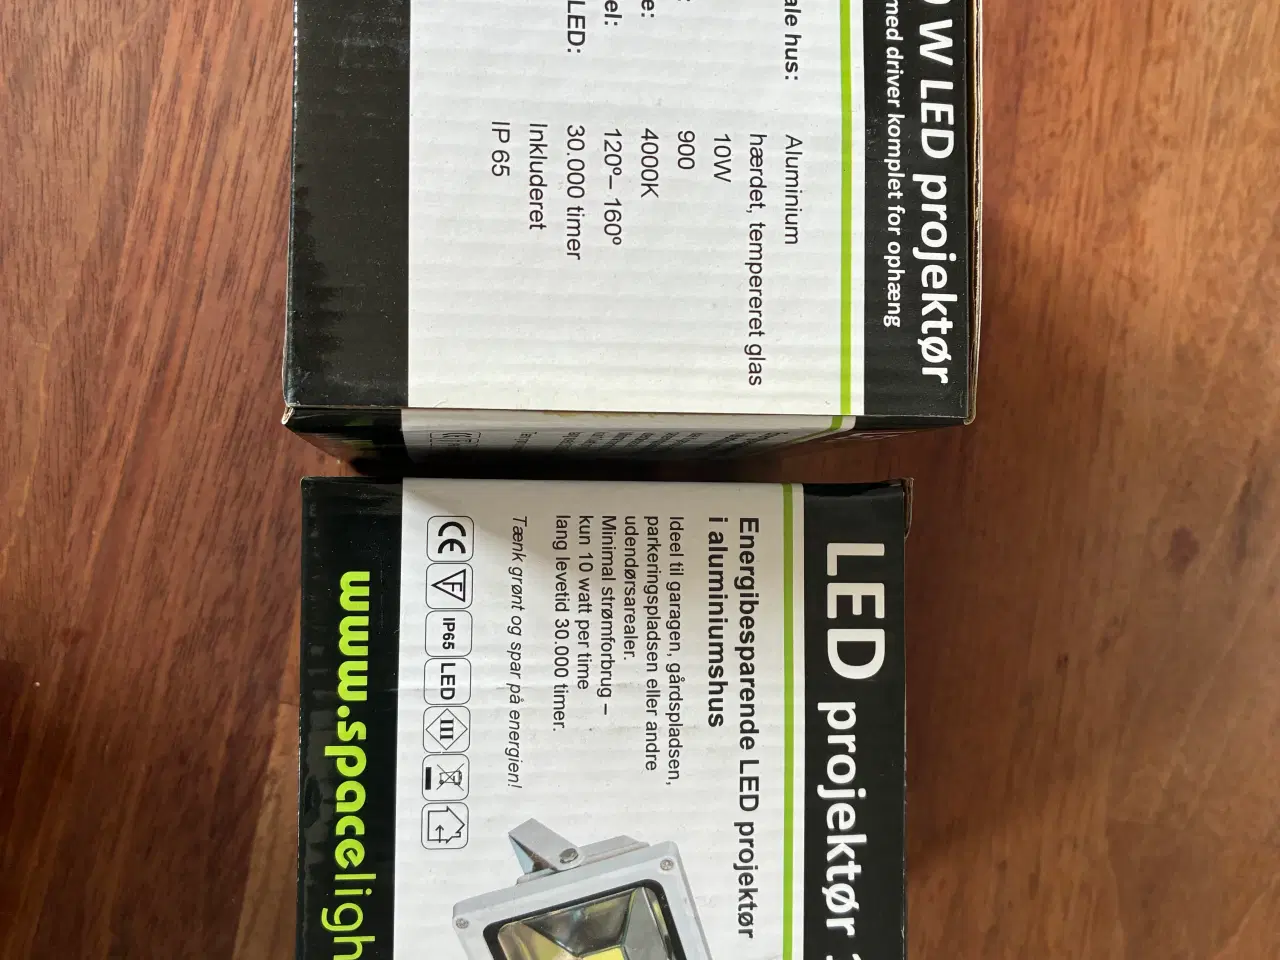 W LED projektør
med driver komplet for ophæng
ale hus: Aluminium
hærdet, tempereret glas
10W
: 900
e: 4000K
el: 120º– 160º
LED: 30.000 timer
Inkluderet
IP 65
LED projektør
Energibesparende LED projektør
i aluminiumshus
Ideel til garagen, gårdspladsen,
parkeringspladsen eller andre
udendørsarealer.
Minimal strømforbrug –
kun 10 watt per time
lang levetid 30.000 timer.
Tænk grønt og spar på energien!
CE F IP65 LED III
www.spaceligh